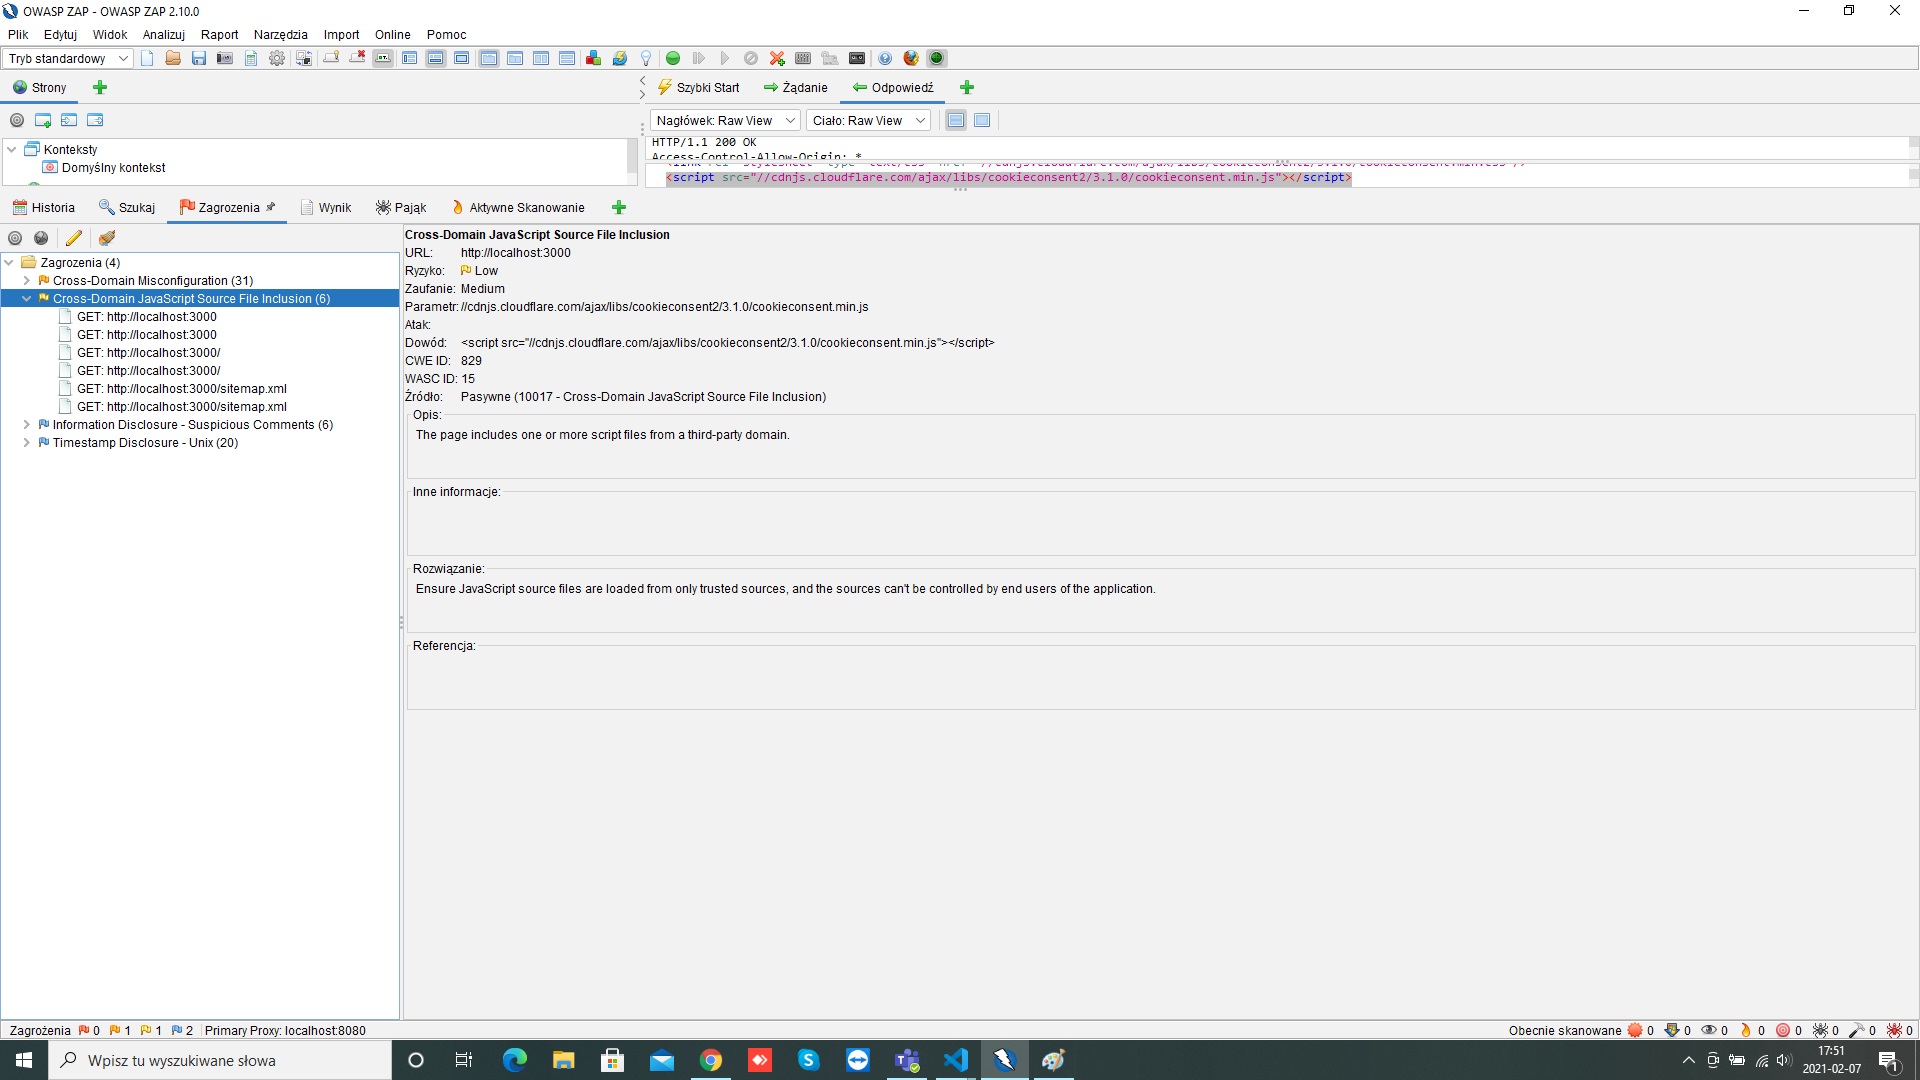 OWASP ZAP - OWASP ZAP 2.10.0
Plik Edytuj Widok Analizuj Raport Narzędzia Import Online Pomoc
Tryb standardowy
Strony
Szybki Start Żądanie Odpowiedź
Nagłówek: Raw View Ciało: Raw View
Konteksty
Domyślny kontekst
HTTP/1.1 200 OK
Access-Control-Allow-Origin: *
<script src="//cdnjs.cloudflare.com/ajax/libs/cookieconsent2/3.1.0/cookieconsent.min.js"></script>
Historia Szukaj Zagrozenia Wynik Pająk Aktywne Skanowanie
Zagrozenia (4)
Cross-Domain Misconfiguration (31)
Cross-Domain JavaScript Source File Inclusion (6)
GET: http://localhost:3000
GET: http://localhost:3000
GET: http://localhost:3000/
GET: http://localhost:3000/
GET: http://localhost:3000/sitemap.xml
GET: http://localhost:3000/sitemap.xml
Information Disclosure - Suspicious Comments (6)
Timestamp Disclosure - Unix (20)
Cross-Domain JavaScript Source File Inclusion
URL: http://localhost:3000
Ryzyko: Low
Zaufanie: Medium
Parametr: //cdnjs.cloudflare.com/ajax/libs/cookieconsent2/3.1.0/cookieconsent.min.js
Atak:
Dowód: <script src="//cdnjs.cloudflare.com/ajax/libs/cookieconsent2/3.1.0/cookieconsent.min.js"></script>
CWE ID: 829
WASC ID: 15
Źródło: Pasywne (10017 - Cross-Domain JavaScript Source File Inclusion)
Opis:
The page includes one or more script files from a third-party domain.
Inne informacje:
Rozwiązanie:
Ensure JavaScript source files are loaded from only trusted sources, and the sources can't be controlled by end users of the application.
Referencja:
Zagrożenia 0 1 1 2 Primary Proxy: localhost:8080
Obecnie skanowane 0 0 0 0 0 0 0 0
Wpisz tu wyszukiwane słowa
17:51
2021-02-07
1